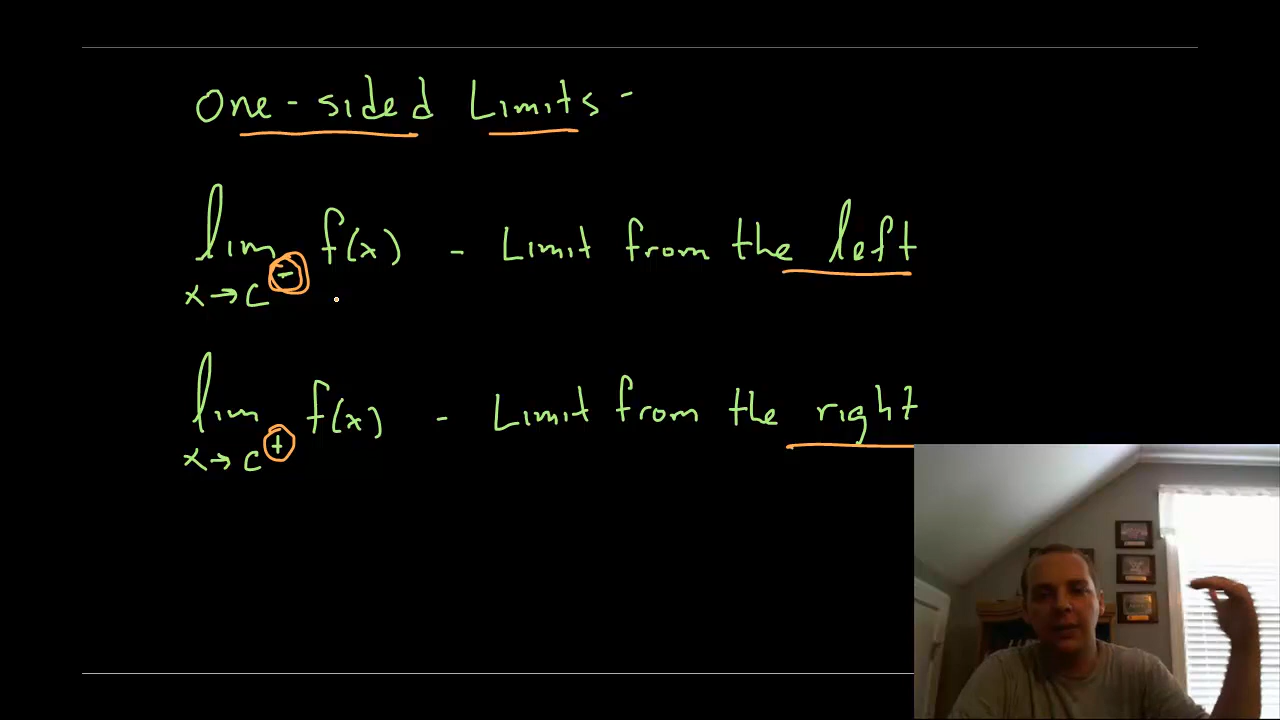 One-sided Limits -
lim f(x) - Limit from the left
x→c⁻
lim f(x) - Limit from the right
x→c⁺